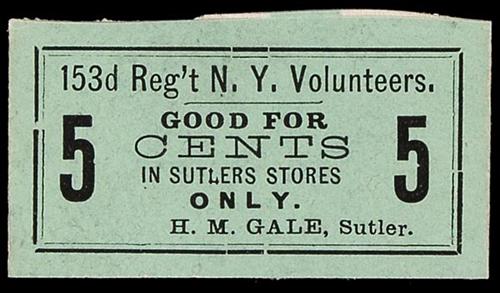 153d Reg't N. Y. Volunteers.
GOOD FOR
5 CENTS 5
IN SUTLERS STORES
ONLY.
H. M. GALE, Sutler.